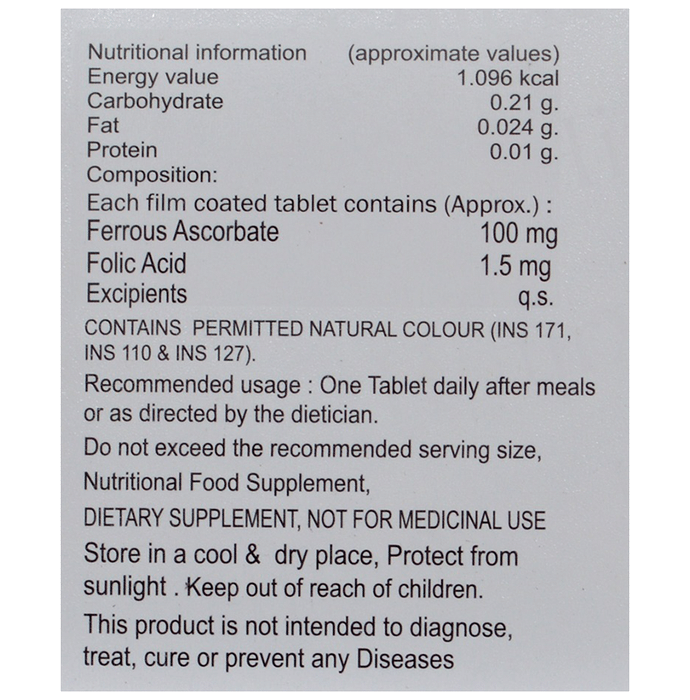 Nutritional information (approximate values)
Energy value 1.096 kcal
Carbohydrate 0.21 g.
Fat 0.024 g.
Protein 0.01 g.
Composition:
Each film coated tablet contains (Approx.) :
Ferrous Ascorbate 100 mg
Folic Acid 1.5 mg
Excipients q.s.
CONTAINS PERMITTED NATURAL COLOUR (INS 171,
INS 110 & INS 127).
Recommended usage : One Tablet daily after meals
or as directed by the dietician.
Do not exceed the recommended serving size,
Nutritional Food Supplement,
DIETARY SUPPLEMENT, NOT FOR MEDICINAL USE
Store in a cool & dry place, Protect from
sunlight . Keep out of reach of children.
This product is not intended to diagnose,
treat, cure or prevent any Diseases